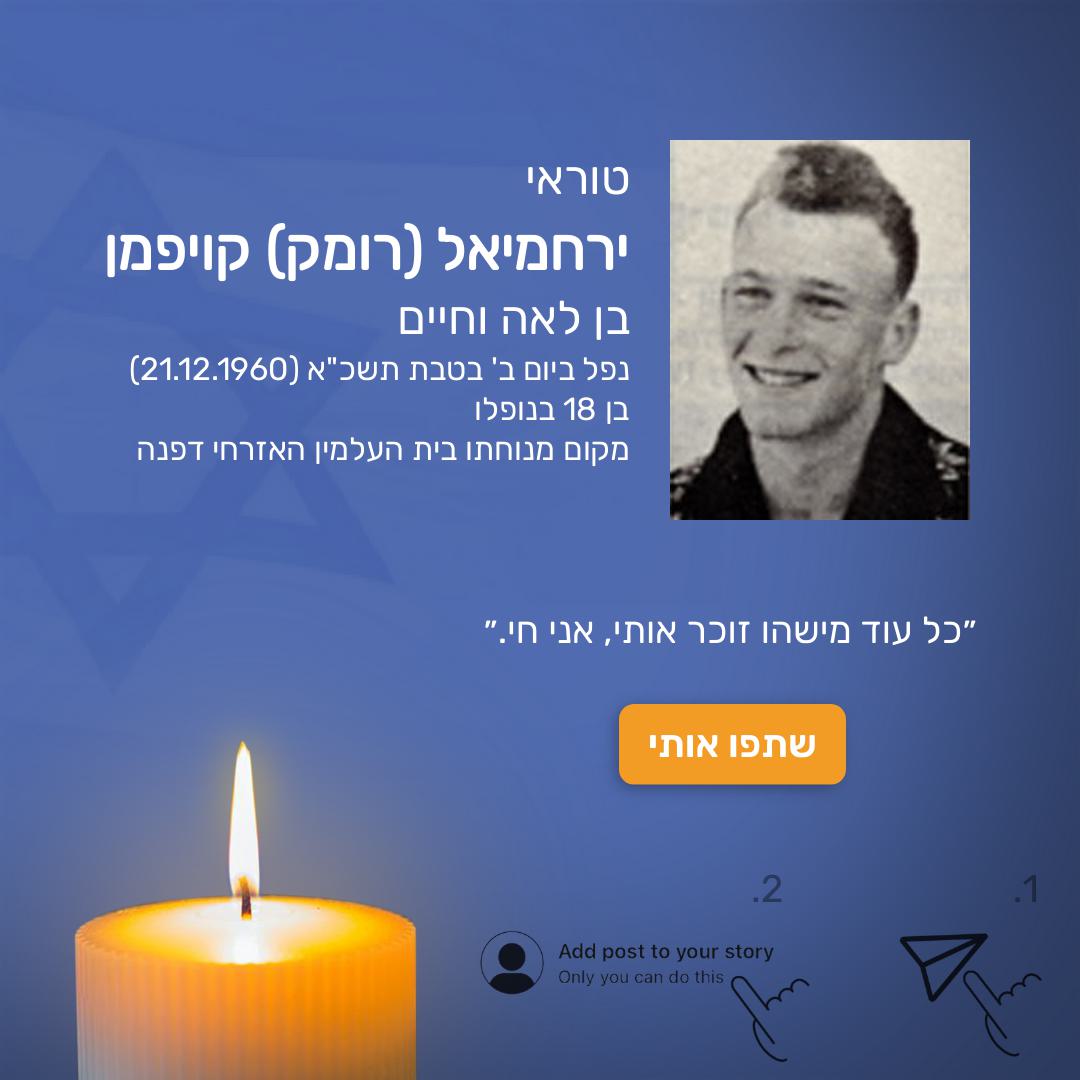 טוראי
ירחמיאל (רומק) קויפמן
בן לאה וחיים
נפל ביום ב' בטבת תשכ"א (21.12.1960)
בן 18 בנופלו
מקום מנוחתו בית העלמין האזרחי דפנה
״כל עוד מישהו זוכר אותי, אני חי.״
שתפו אותי
.1
.2
Add post to your story
Only you can do this